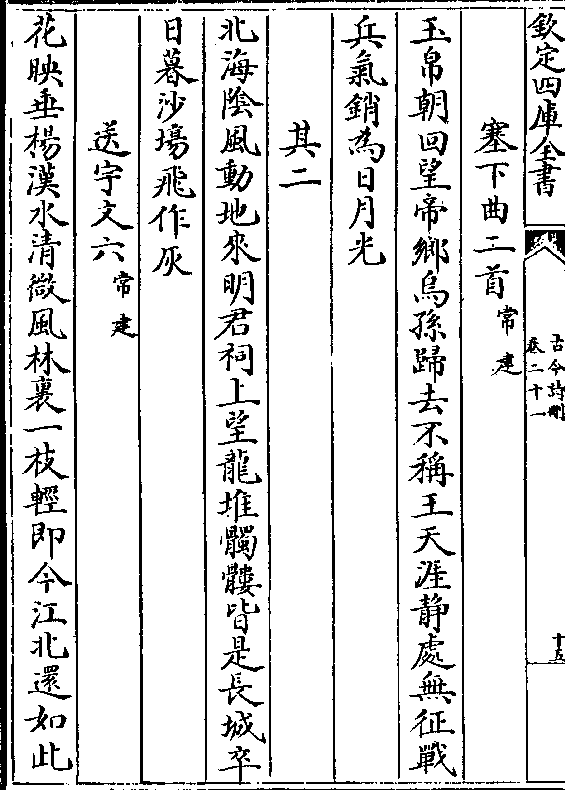 欽定四庫全書
古今詩刪
卷二十一
十五
塞下曲二首常建
玉帛朝回望帝鄉烏孫歸去不稱王天涯静處無征戰
兵氣銷為日月光
其二
北海陰風動地來明君祠上望龍堆髑髏皆是長城卒
日暮沙場飛作灰
送宇文六常建
花映垂楊漢水清微風林裏一枝輕即今江北還如此